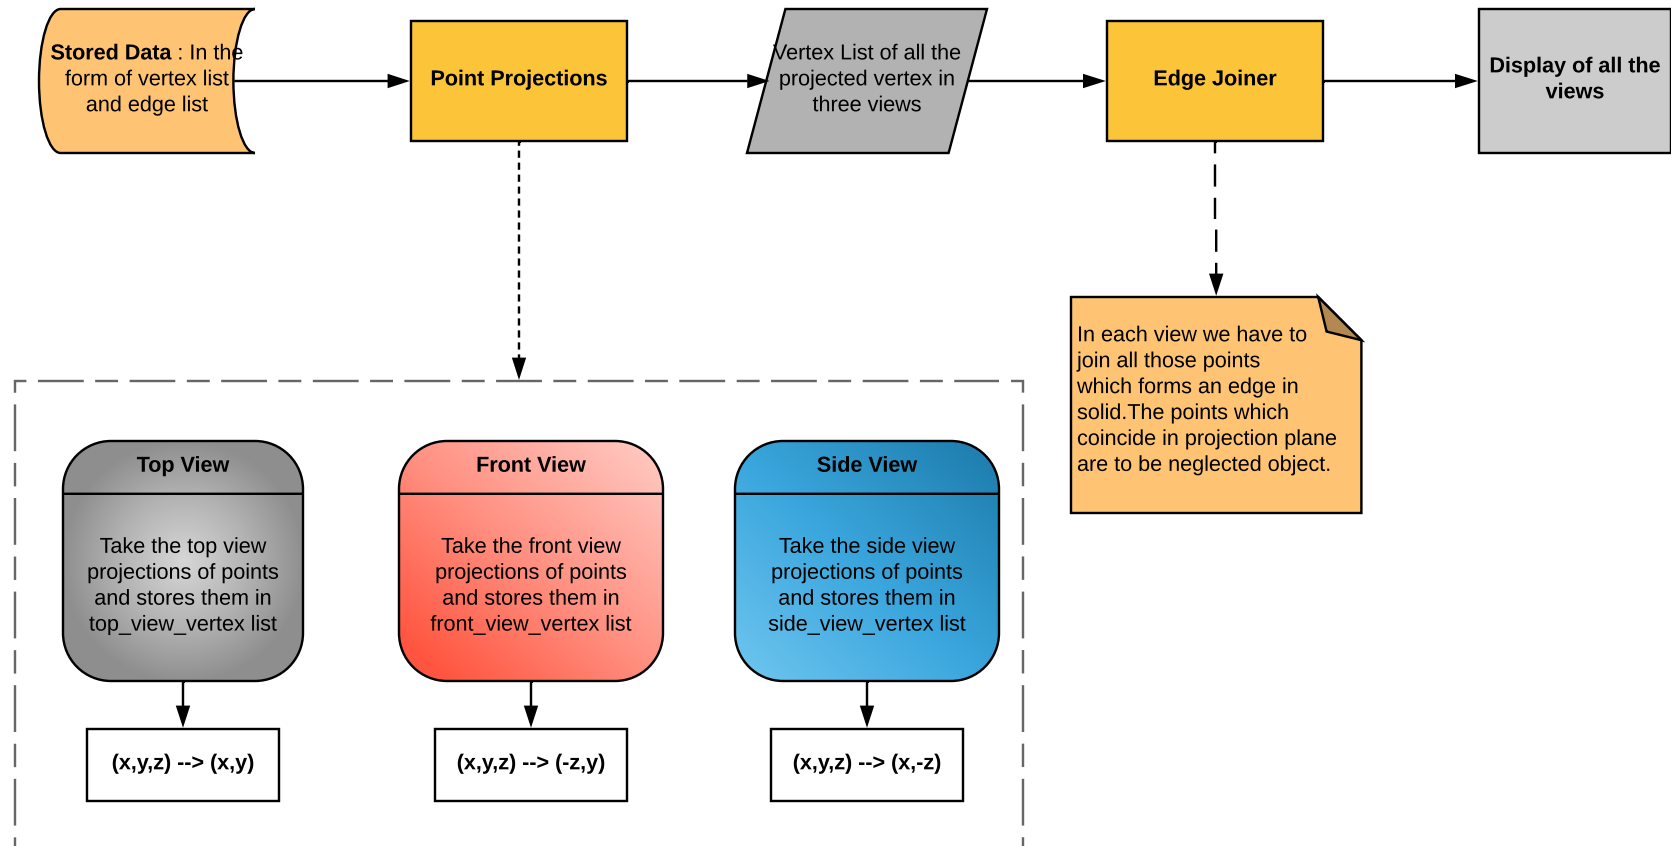 Stored Data : In the
form of vertex list
and edge list
Point Projections
Vertex List of all the
projected vertex in
three views
Edge Joiner
Display of all the
views
In each view we have to
join all those points
which forms an edge in
solid.The points which
coincide in projection plane
are to be neglected object.
Top View
Take the top view
projections of points
and stores them in
top_view_vertex list
(x,y,z) --> (x,y)
Front View
Take the front view
projections of points
and stores them in
front_view_vertex list
(x,y,z) --> (-z,y)
Side View
Take the side view
projections of points
and stores them in
side_view_vertex list
(x,y,z) --> (x,-z)